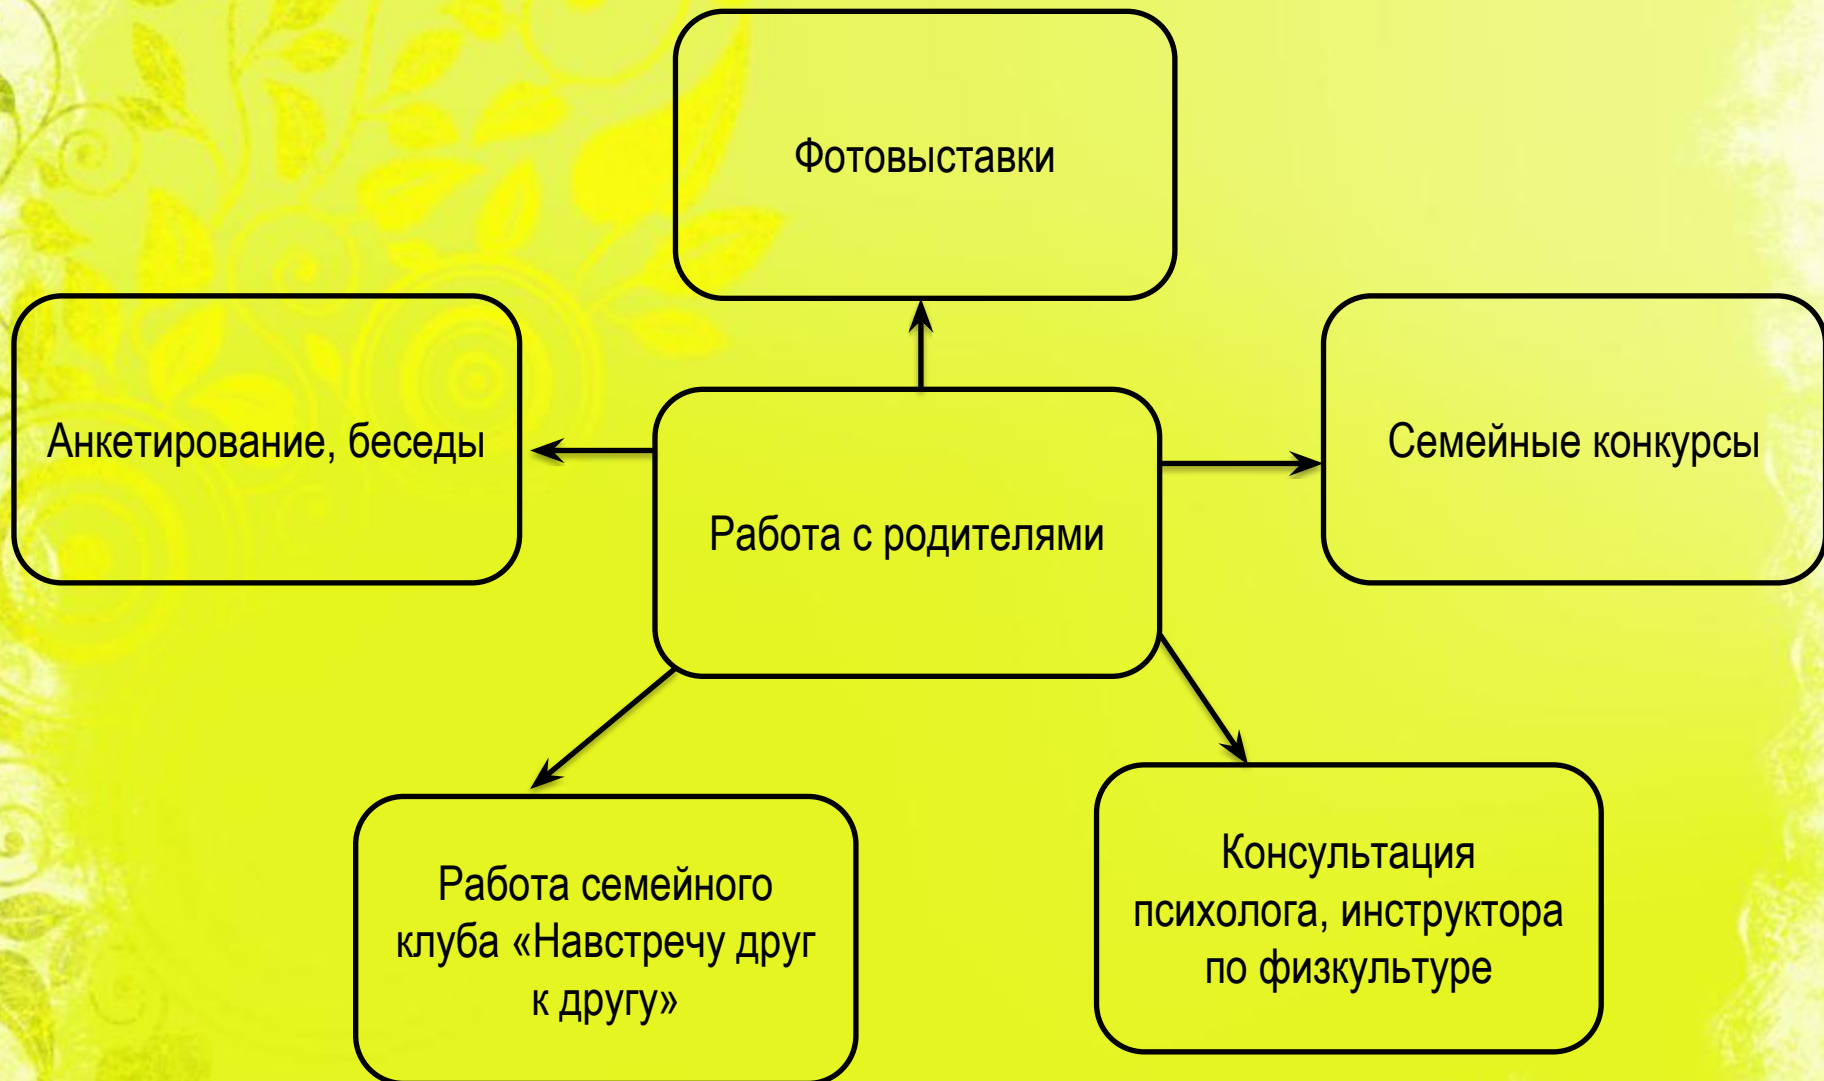 Фотовыставки
Анкетирование, беседы
Семейные конкурсы
Работа с родителями
Работа семейного
клуба «Навстречу друг
к другу»
Консультация
психолога, инструктора
по физкультуре